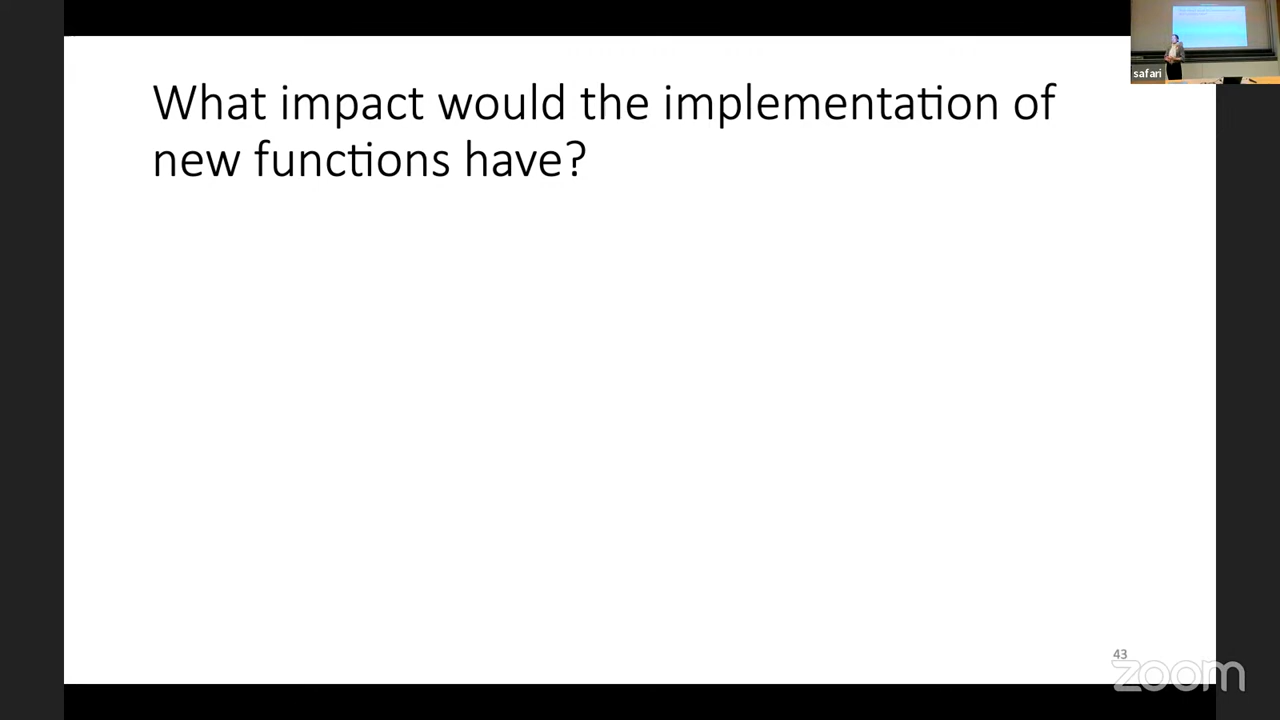 safari
What impact would the implementation of
new functions have?
43
zoom